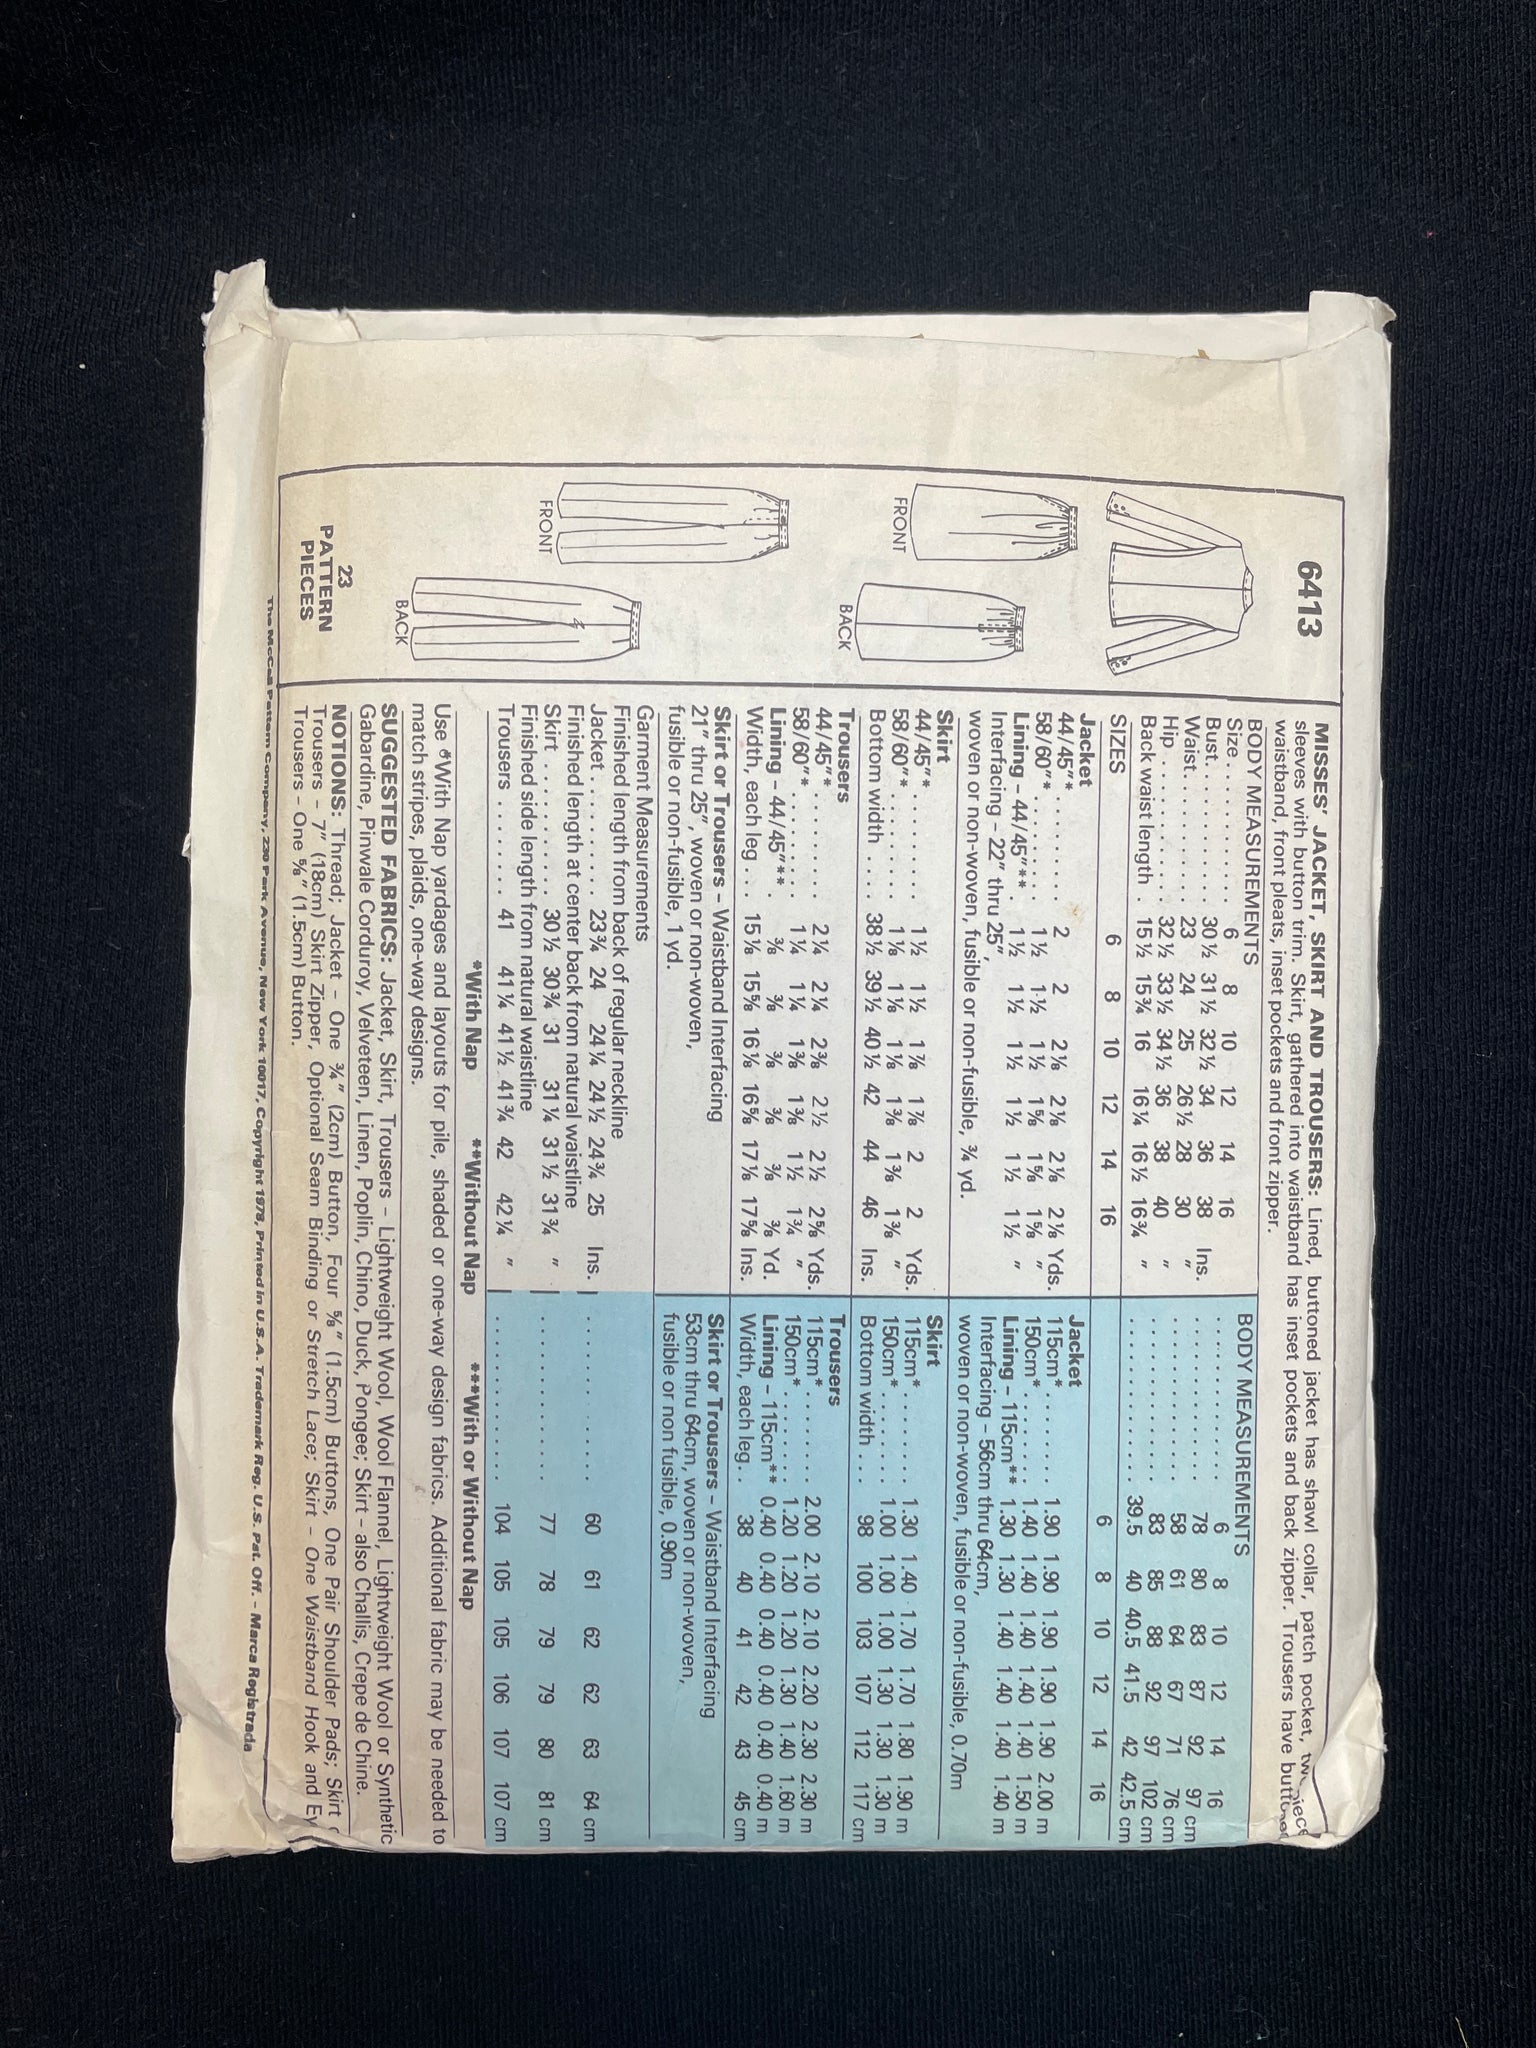 6413
FRONT
BACK
FRONT
BACK
23
PATTERN
PIECES
MISSES' JACKET, SKIRT AND TROUSERS: Lined, buttoned jacket has shawl collar, patch pocket,
sleeves with button trim. Skirt, gathered into waistband has inset pockets and back zipper. Trousers have
waistband, front pleats, inset pockets and front zipper.
BODY MEASUREMENTS
Size . . . . . . . . . . 6 8 10 12 14 16
Bust. . . . . . . . . . 30½ 31½ 32½ 34 36 38 Ins.
Waist. . . . . . . . . . 23 24 25 26½ 28 30 "
Hip . . . . . . . . . . 32½ 33½ 34½ 36 38 40 "
Back waist length . 15½ 15¾ 16 16¼ 16½ 16¾ "
SIZES 6 8 10 12 14 16
Jacket
44/45"* . . . . . . . . 2 2 2⅛ 2⅛ 2⅛ 2⅛ Yds.
58/60"* . . . . . . . . 1½ 1½ 1½ 1⅝ 1⅝ 1⅝ "
Lining – 44/45"** . . 1½ 1½ 1½ 1½ 1½ 1½ "
Interfacing – 22" thru 25",
woven or non-woven, fusible or non-fusible, ¾ yd.
Skirt
44/45"* . . . . . . . . 1½ 1½ 1⅞ 1⅞ 2 2 Yds.
58/60"* . . . . . . . . 1⅛ 1⅛ 1⅛ 1⅜ 1⅜ 1⅜ "
Bottom width . . . . 38½ 39½ 40½ 42 44 46 Ins.
Trousers
44/45"* . . . . . . . . 2¼ 2¼ 2⅜ 2½ 2½ 2⅝ Yds.
58/60"* . . . . . . . . 1¼ 1¼ 1⅜ 1⅜ 1½ 1¾ "
Lining – 44/45"** . ⅜ ⅜ ⅜ ⅜ ⅜ ⅜ Yd.
Width, each leg . . . 15⅛ 15⅝ 16⅛ 16⅝ 17⅛ 17⅝ Ins.
Skirt or Trousers – Waistband Interfacing
21" thru 25", woven or non-woven,
fusible or non-fusible, 1 yd.
Garment Measurements
Finished length from back of regular neckline
Jacket . . . . . . . . . 23¾ 24 24¼ 24½ 24¾ 25 Ins.
Finished length at center back from natural waistline
Skirt . . . . . . . . . . 30½ 30¾ 31 31¼ 31½ 31¾ "
Finished side length from natural waistline
Trousers . . . . . . . 41 41¼ 41½ 41¾ 42 42¼ "
BODY MEASUREMENTS
. . . . . . . . . . 6 8 10 12 14 16
. . . . . . . . . . 78 80 83 87 92 97 cm
. . . . . . . . . . 58 61 64 67 71 76 cm
. . . . . . . . . . 83 85 88 92 97 102 cm
. . . . . . . . . . 39.5 40 40.5 41.5 42 42.5 cm
6 8 10 12 14 16
Jacket
115cm* . . . . . . . 1.90 1.90 1.90 1.90 1.90 2.00 m
150cm* . . . . . . . 1.40 1.40 1.40 1.40 1.40 1.50 m
Lining – 115cm** 1.30 1.30 1.40 1.40 1.40 1.40 m
Interfacing – 56cm thru 64cm,
woven or non-woven, fusible or non-fusible, 0.70m
Skirt
115cm* . . . . . . . 1.30 1.40 1.70 1.70 1.80 1.90 m
150cm* . . . . . . . 1.00 1.00 1.00 1.30 1.30 1.30 m
Bottom width . . . 98 100 103 107 112 117 cm
Trousers
115cm* . . . . . . . 2.00 2.10 2.10 2.20 2.30 2.30 m
150cm* . . . . . . . 1.20 1.20 1.20 1.30 1.40 1.60 m
Lining – 115cm** 0.40 0.40 0.40 0.40 0.40 0.40 m
Width, each leg. . 38 40 41 42 43 45 cm
Skirt or Trousers – Waistband Interfacing
53cm thru 64cm, woven or non-woven,
fusible or non fusible, 0.90m
. . . . . . 60 61 62 62 63 64 cm
. . . . . . . . . . 77 78 79 79 80 81 cm
. . . . . . . . . . 104 105 105 106 107 107 cm
*With Nap **Without Nap ***With or Without Nap
Use *With Nap yardages and layouts for pile, shaded or one-way design fabrics. Additional fabric may be needed to
match stripes, plaids, one-way designs.
SUGGESTED FABRICS: Jacket, Skirt, Trousers – Lightweight Wool, Wool Flannel, Lightweight Wool or Synthetic
Gabardine, Pinwale Corduroy, Velveteen, Linen, Poplin, Chino, Duck, Pongee; Skirt – also Challis, Crepe de Chine.
NOTIONS: Thread; Jacket – One ¾" (2cm) Button, Four ⅝" (1.5cm) Buttons, One Pair Shoulder Pads; Skirt
Trousers – 7" (18cm) Skirt Zipper, Optional Seam Binding or Stretch Lace; Skirt – One Waistband Hook and
Trousers – One ⅝" (1.5cm) Button.
The McCall Pattern Company, 230 Park Avenue, New York 10017, Copyright 1978, Printed in U.S.A. Trademark Reg. U.S. Pat. Off. – Marca Registrada